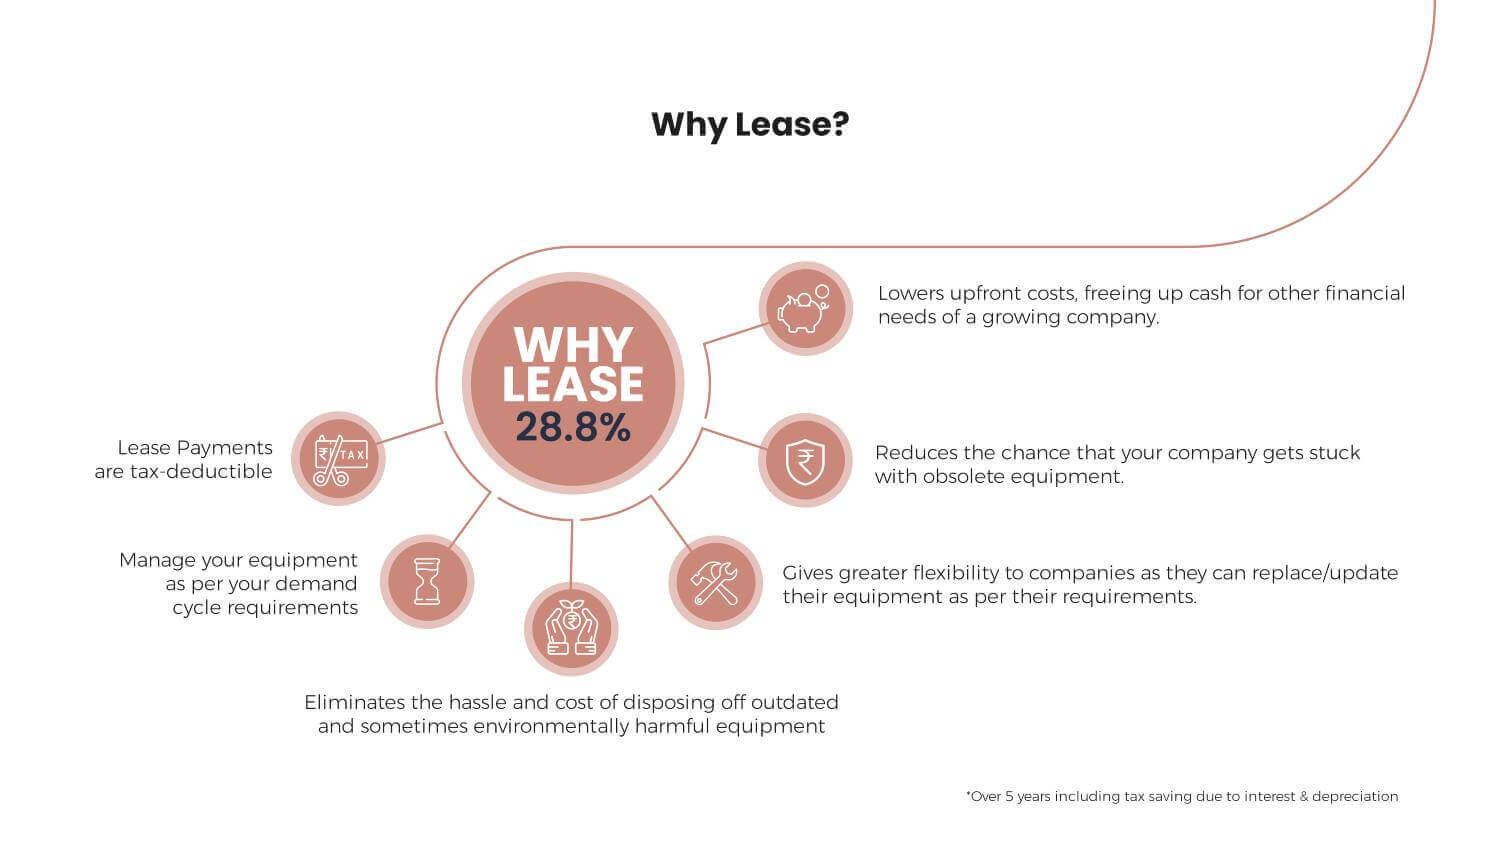 Why Lease?
WHY
LEASE
28.8%
Lowers upfront costs, freeing up cash for other financial
needs of a growing company.
Reduces the chance that your company gets stuck
with obsolete equipment.
Gives greater flexibility to companies as they can replace/update
their equipment as per their requirements.
Eliminates the hassle and cost of disposing off outdated
and sometimes environmentally harmful equipment
Manage your equipment
as per your demand
cycle requirements
Lease Payments
are tax-deductible
₹ TAX
₹
₹
*Over 5 years including tax saving due to interest & depreciation